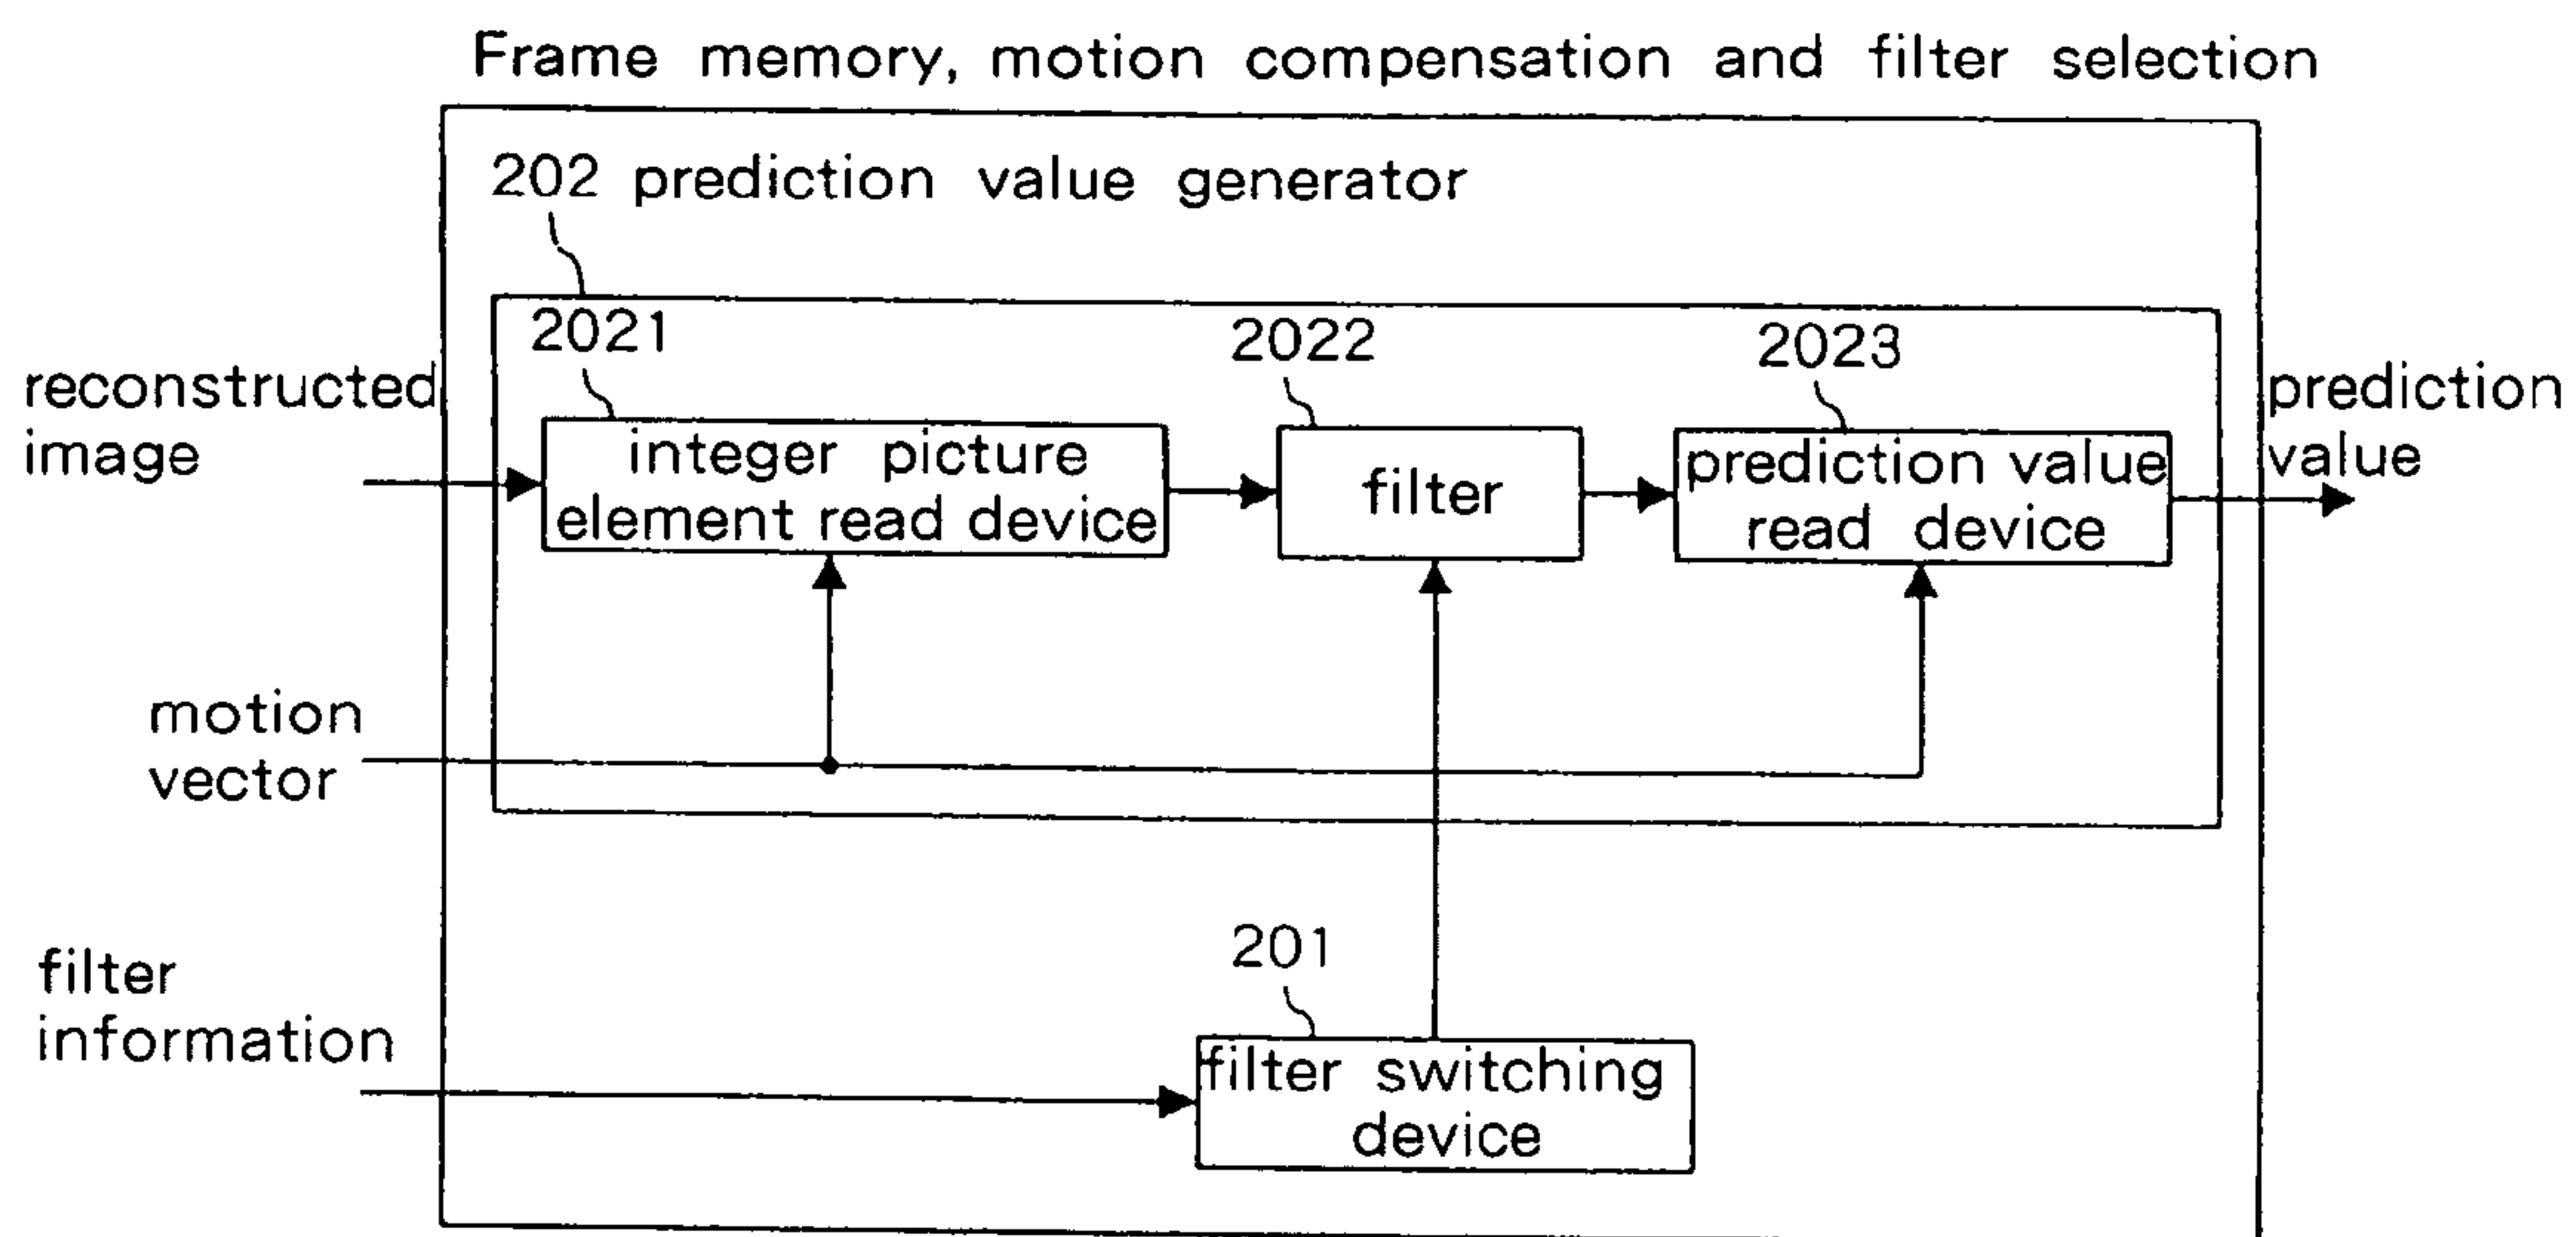 Frame memory, motion compensation and filter selection
202 prediction value generator
2021
2022
2023
reconstructed
image
integer picture
element read device
filter
prediction value
read device
prediction
value
motion
vector
filter
information
201
filter switching
device